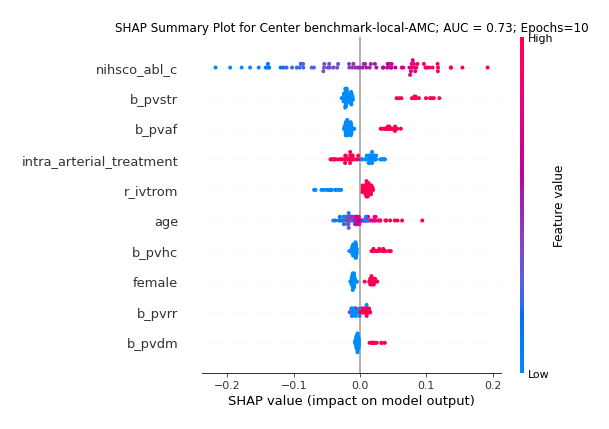 SHAP Summary Plot for Center benchmark-local-AMC; AUC = 0.73; Epochs=10
High
nihsco_abl_c
b_pvstr
b_pvaf
intra_arterial_treatment
r_ivtrom
age
b_pvhc
female
b_pvrr
b_pvdm
Feature value
Low
−0.2 −0.1 0.0 0.1 0.2
SHAP value (impact on model output)